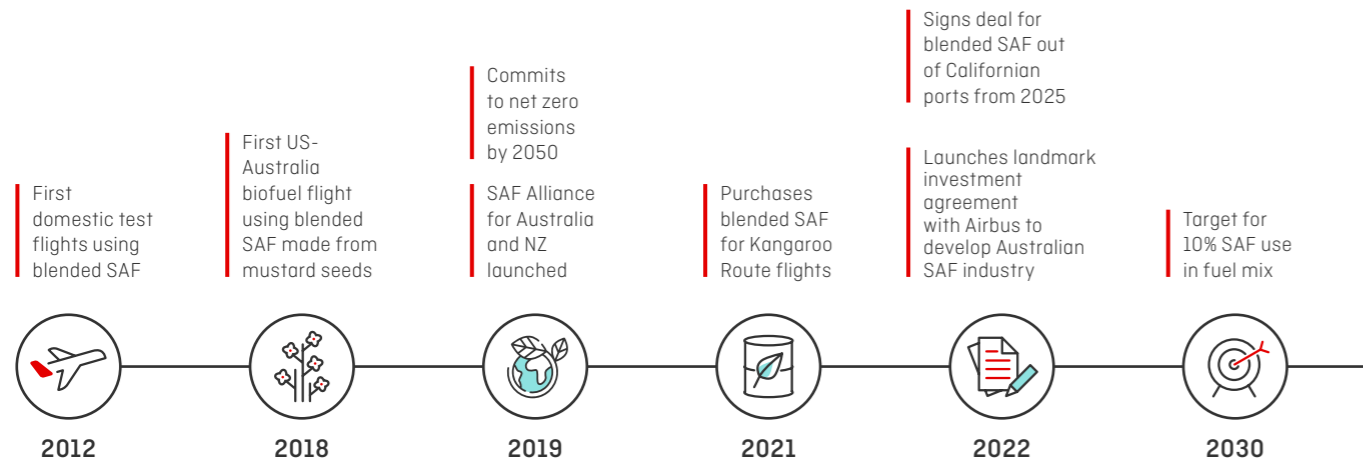 First
domestic test
flights using
blended SAF
2012
First US-
Australia
biofuel flight
using blended
SAF made from
mustard seeds
2018
Commits
to net zero
emissions
by 2050
SAF Alliance
for Australia
and NZ
launched
2019
Purchases
blended SAF
for Kangaroo
Route flights
2021
Signs deal for
blended SAF out
of Californian
ports from 2025
Launches landmark
investment
agreement
with Airbus to
develop Australian
SAF industry
2022
Target for
10% SAF use
in fuel mix
2030